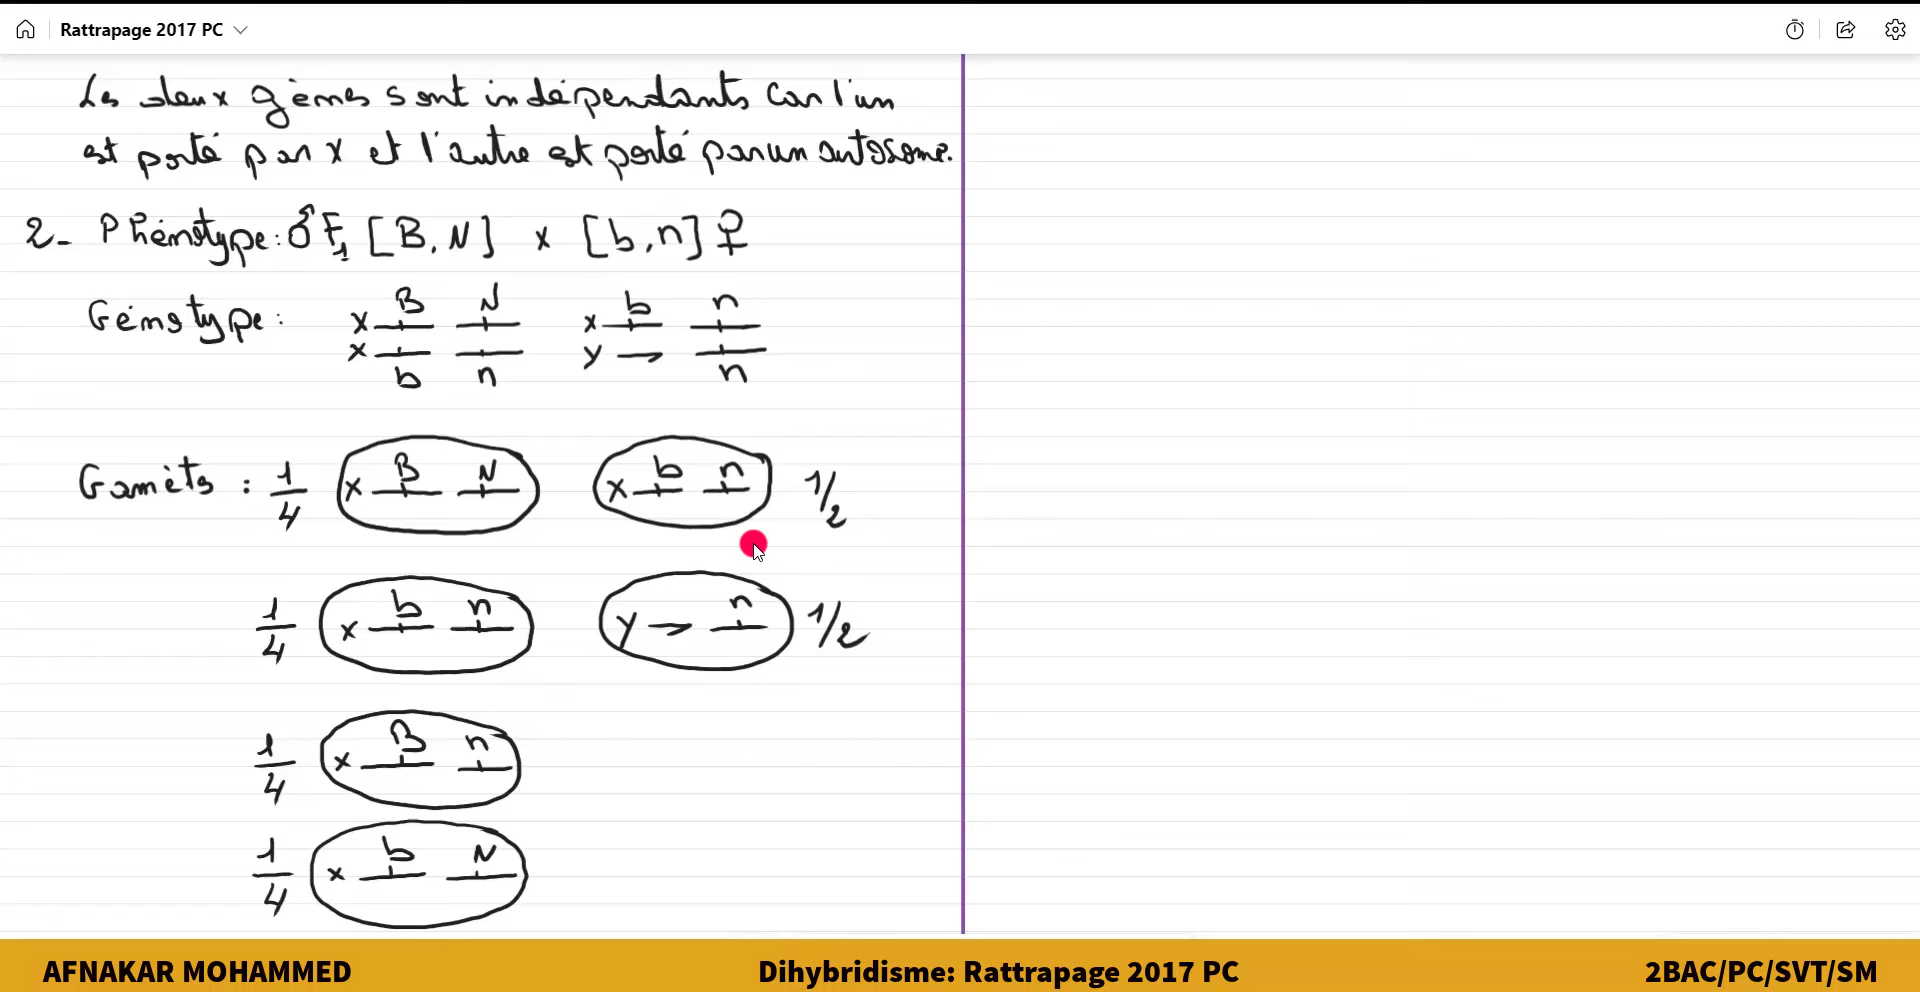 Rattrapage 2017 PC
Les deux gènes sont indépendants car l'un
est porté par X et l'autre est porté par un autosome.
2- Phénotype: ♂ F1 [B,N] x [b,n] ♀
Génotype:
B N b n
x x
x y
b n n
Gamèts : 1/4 x B N x b n 1/2
1/4 x b n y n 1/2
1/4 x B n
1/4 x b N
AFNAKAR MOHAMMED Dihybridisme: Rattrapage 2017 PC 2BAC/PC/SVT/SM